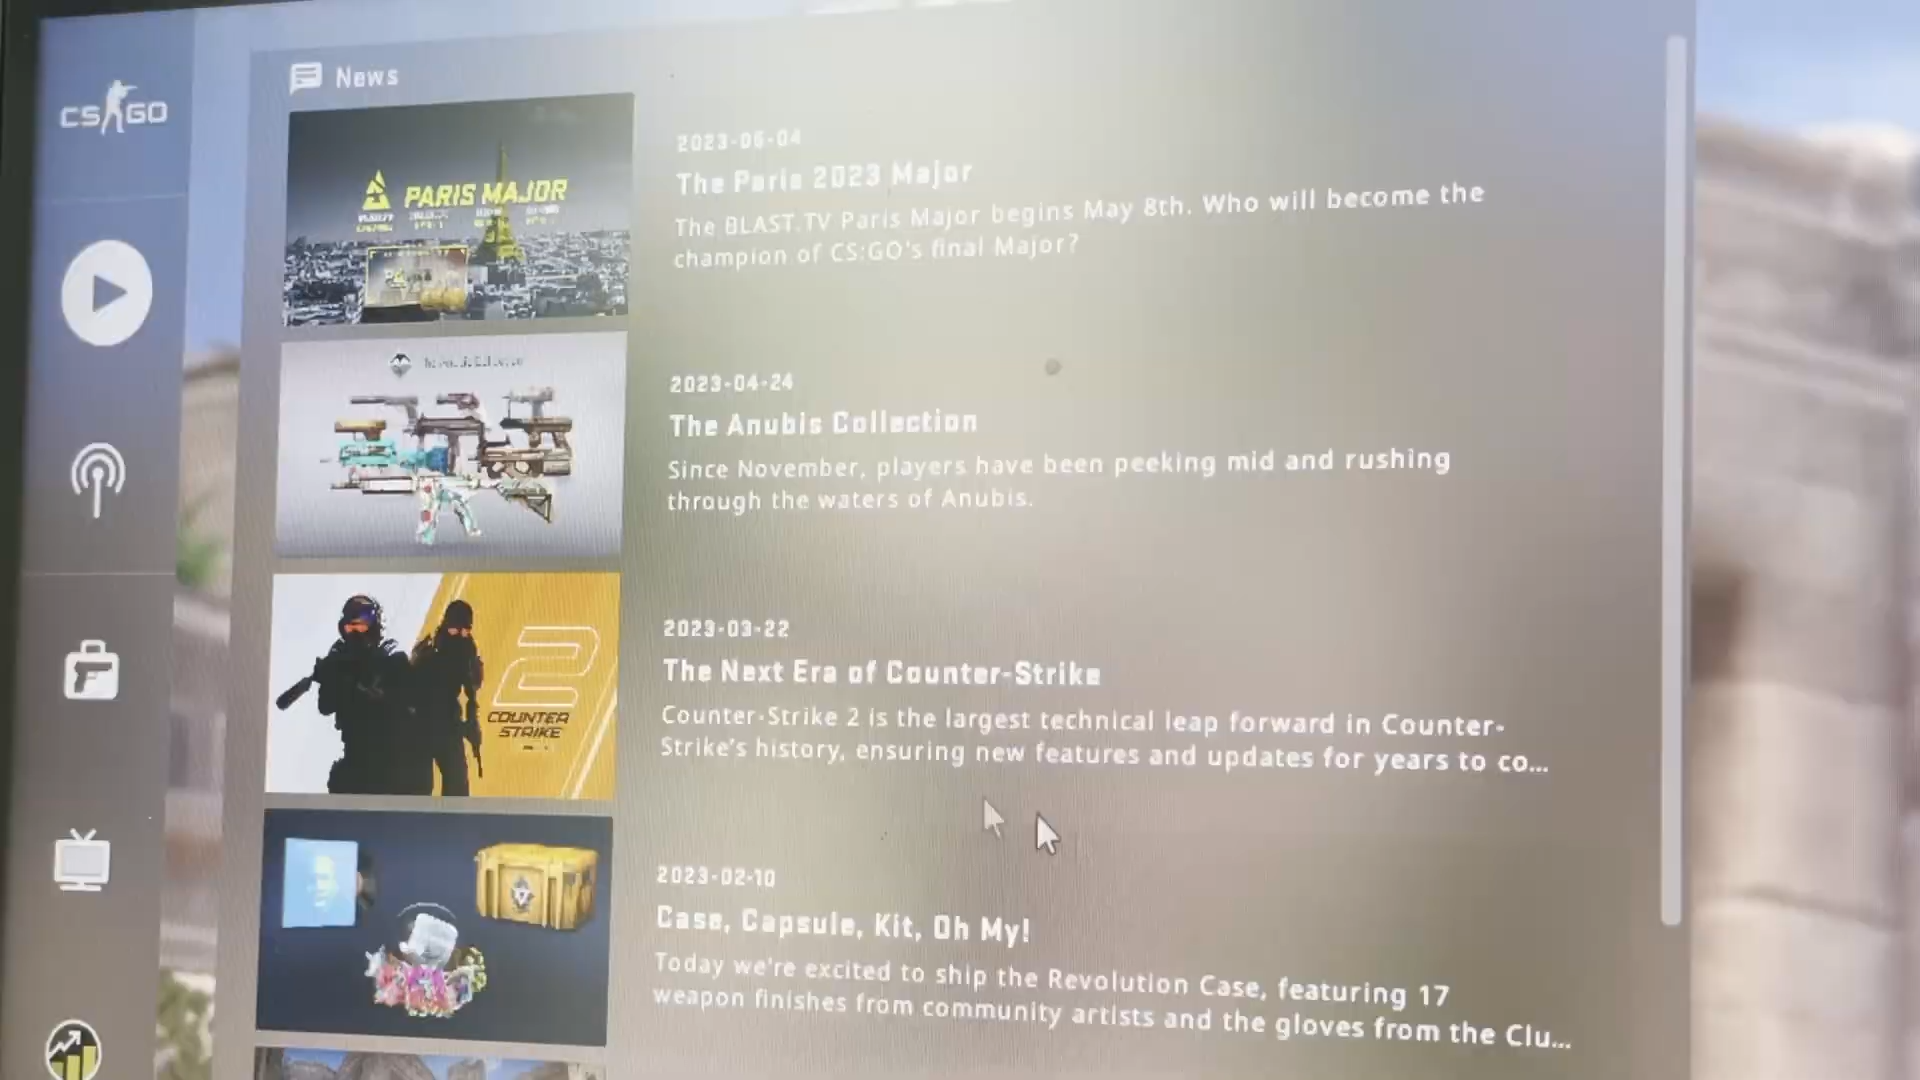 CS GO
News
PARIS MAJOR
2023-05-04
The Paris 2023 Major
The BLAST.TV Paris Major begins May 8th. Who will become the
champion of CS:GO's final Major?
2023-04-24
The Anubis Collection
Since November, players have been peeking mid and rushing
through the waters of Anubis.
2
COUNTER
STRIKE
2023-03-22
The Next Era of Counter-Strike
Counter-Strike 2 is the largest technical leap forward in Counter-
Strike's history, ensuring new features and updates for years to co...
2023-02-10
Case, Capsule, Kit, Oh My!
Today we're excited to ship the Revolution Case, featuring 17
weapon finishes from community artists and the gloves from the Clu...